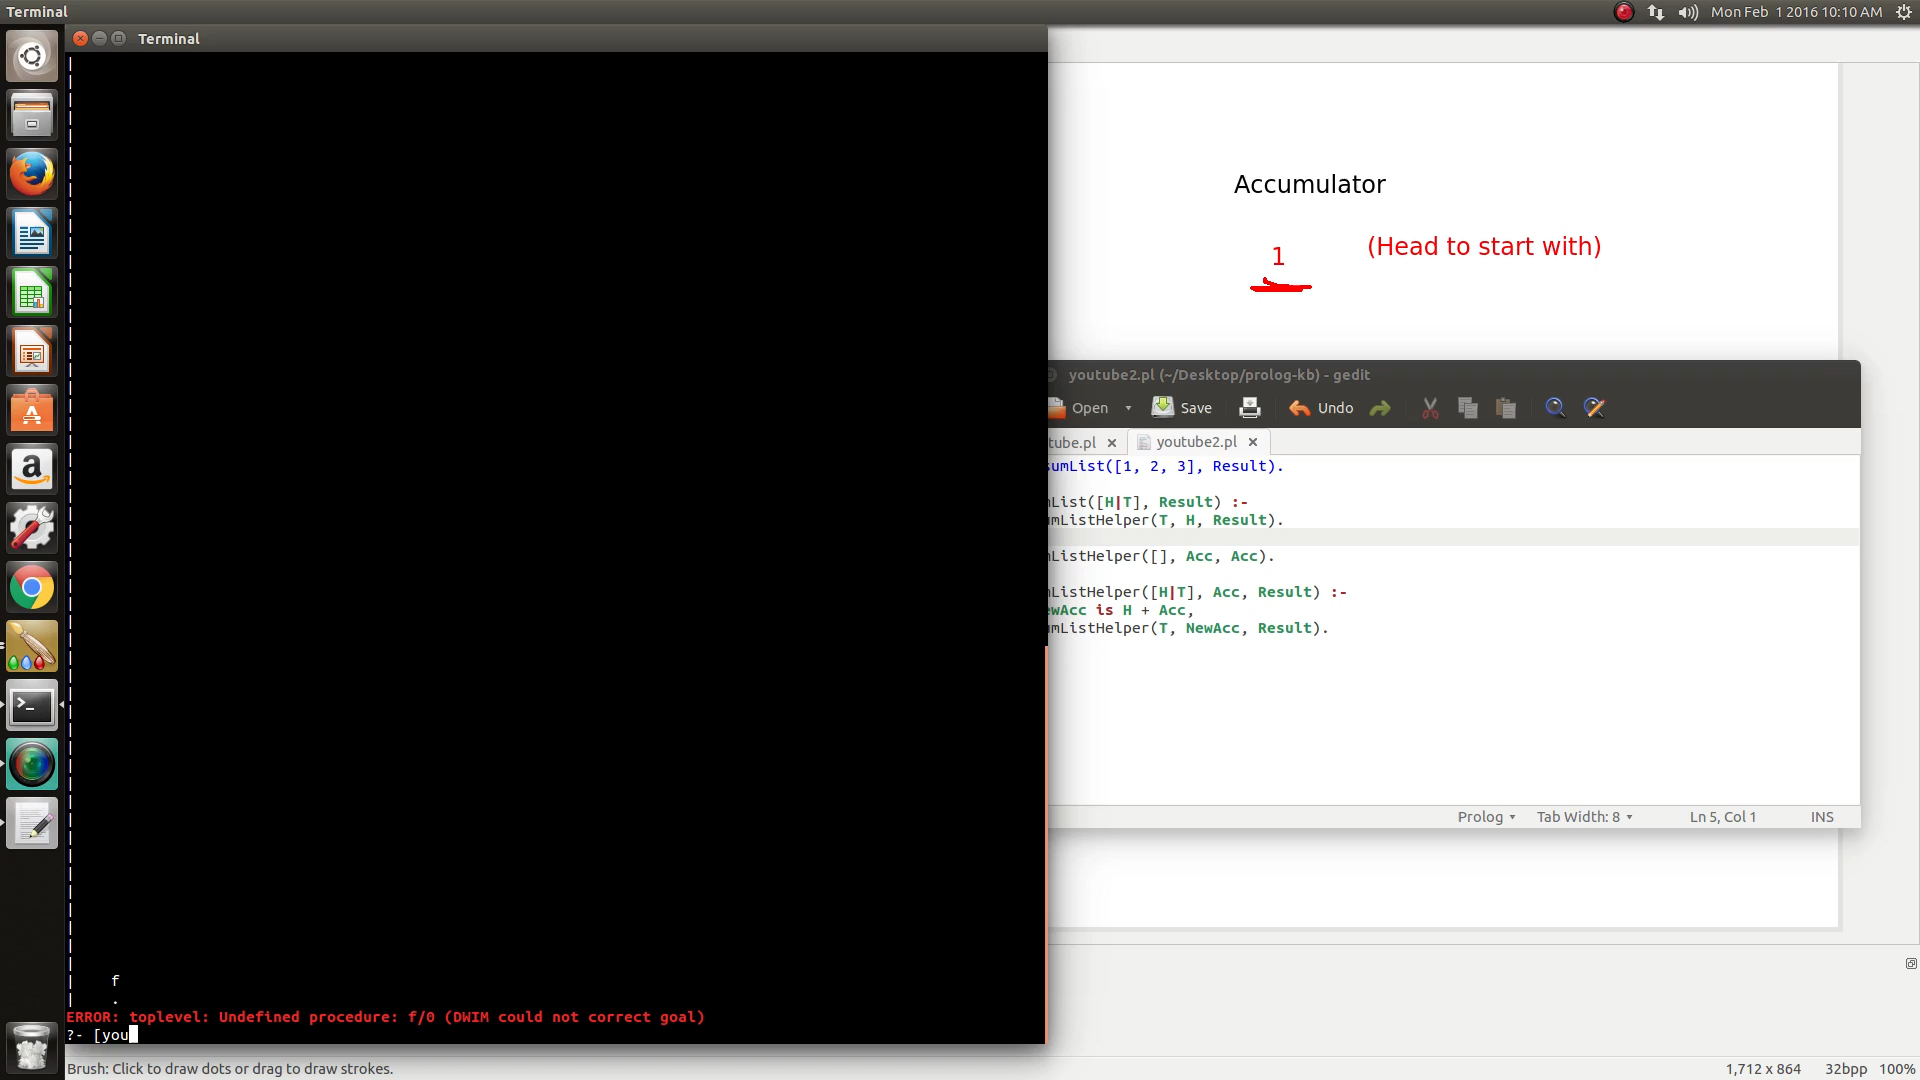 Terminal
Mon Feb 1 2016 10:10 AM
Terminal
f
.
ERROR: toplevel: Undefined procedure: f/0 (DWIM could not correct goal)
?- [you
Accumulator
1 (Head to start with)
youtube2.pl (~/Desktop/prolog-kb) - gedit
Open Save Undo
tube.pl youtube2.pl
sumList([1, 2, 3], Result).
List([H|T], Result) :-
mListHelper(T, H, Result).
ListHelper([], Acc, Acc).
ListHelper([H|T], Acc, Result) :-
ewAcc is H + Acc,
mListHelper(T, NewAcc, Result).
Prolog Tab Width: 8 Ln 5, Col 1 INS
Brush: Click to draw dots or drag to draw strokes. 1,712 x 864 32bpp 100%